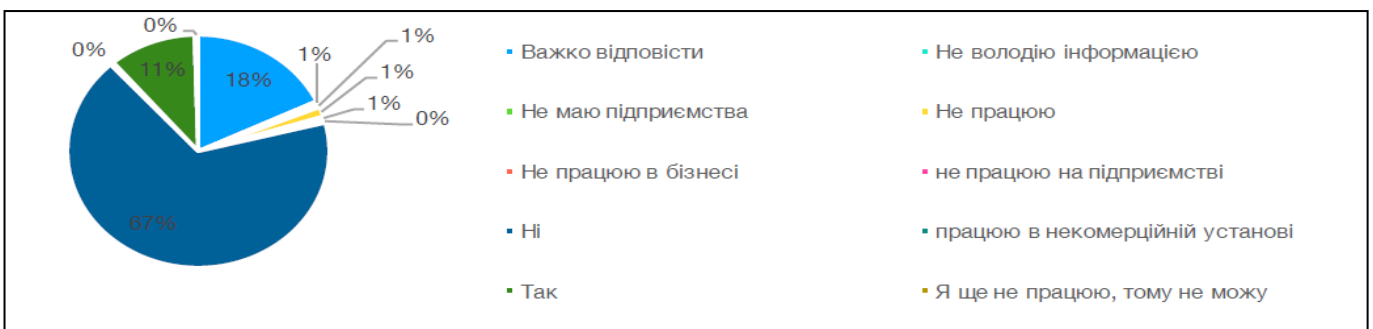 0%
0%
11%
18%
1%
1%
1%
1%
0%
67%
Важко відповісти
Не володію інформацією
Не маю підприємства
Не працюю
Не працюю в бізнесі
не працюю на підприємстві
Ні
працюю в некомерційній установі
Так
Я ще не працюю, тому не можу